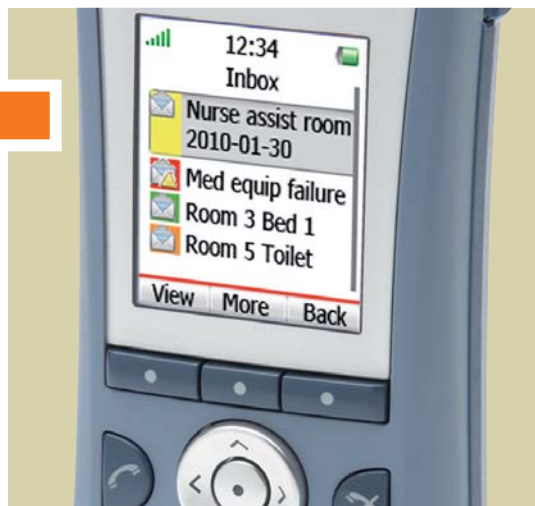 12:34
Inbox
Nurse assist room
2010-01-30
Med equip failure
Room 3 Bed 1
Room 5 Toilet
View More Back